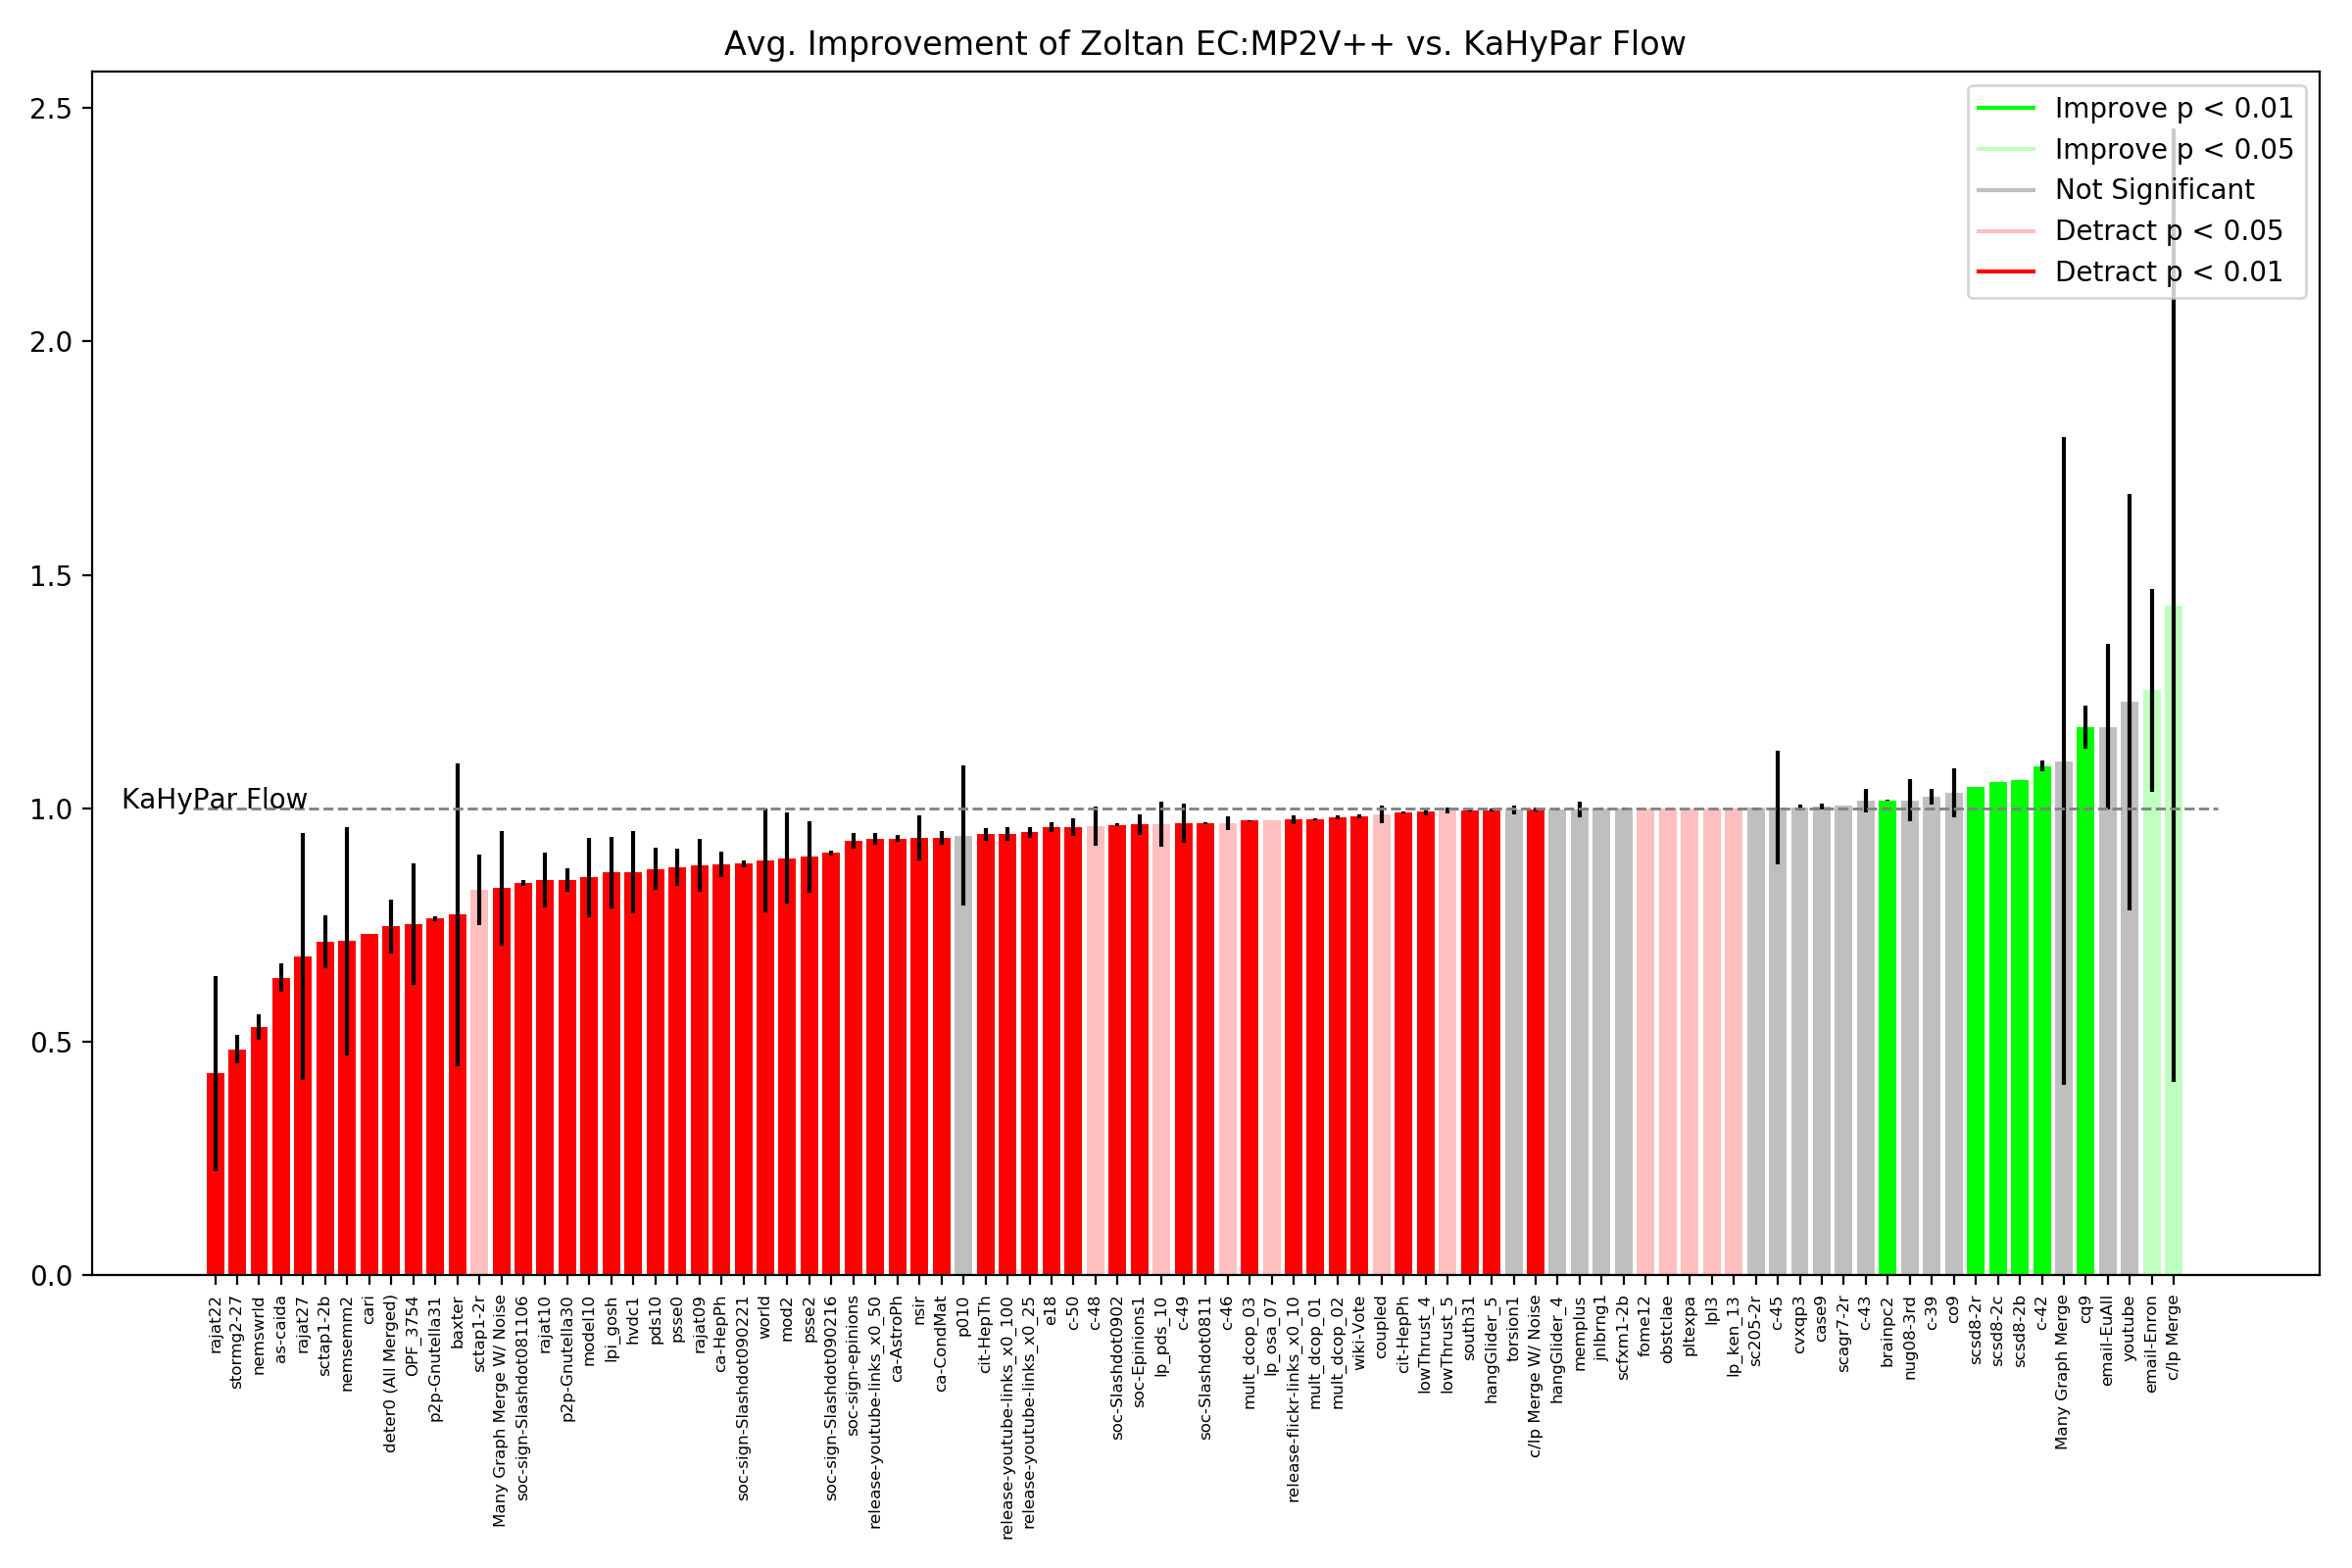 Avg. Improvement of Zoltan EC:MP2V++ vs. KaHyPar Flow
2.5
2.0
1.5
1.0
0.5
0.0
Improve p < 0.01
Improve p < 0.05
Not Significant
Detract p < 0.05
Detract p < 0.01
KaHyPar Flow
rajat22
stormg2-27
nemswrld
as-caida
rajat27
sctap1-2b
nemsemm2
cari
deter0 (All Merged)
OPF_3754
p2p-Gnutella31
baxter
sctap1-2r
Many Graph Merge W/ Noise
soc-sign-Slashdot081106
rajat10
p2p-Gnutella30
model10
lpi_gosh
hvdc1
pds10
psse0
rajat09
ca-HepPh
soc-sign-Slashdot090221
world
mod2
psse2
soc-sign-Slashdot090216
soc-sign-epinions
release-youtube-links_x0_50
ca-AstroPh
nsir
ca-CondMat
p010
cit-HepTh
release-youtube-links_x0_100
release-youtube-links_x0_25
e18
c-50
c-48
soc-Slashdot0902
soc-Epinions1
lp_pds_10
c-49
soc-Slashdot0811
c-46
mult_dcop_03
lp_osa_07
release-flickr-links_x0_10
mult_dcop_01
mult_dcop_02
wiki-Vote
coupled
cit-HepPh
lowThrust_4
lowThrust_5
south31
hangGlider_5
torsion1
c/lp Merge W/ Noise
hangGlider_4
memplus
jnlbrng1
scfxm1-2b
fome12
obstclae
pltexpa
lpl3
lp_ken_13
sc205-2r
c-45
cvxqp3
case9
scagr7-2r
c-43
brainpc2
nug08-3rd
c-39
co9
scsd8-2r
scsd8-2c
scsd8-2b
c-42
Many Graph Merge
cq9
email-EuAll
youtube
email-Enron
c/lp Merge